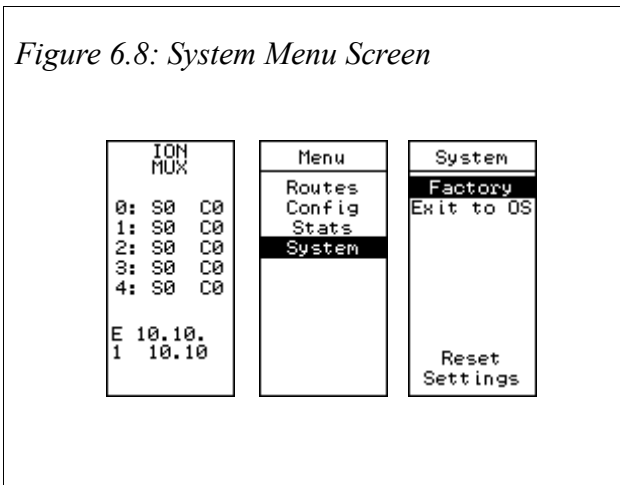 Figure 6.8: System Menu Screen
ION
MUX
0: S0 C0
1: S0 C0
2: S0 C0
3: S0 C0
4: S0 C0
E 10.10.
1 10.10
Menu
Routes
Config
Stats
System
System
Factory
Exit to OS
Reset
Settings